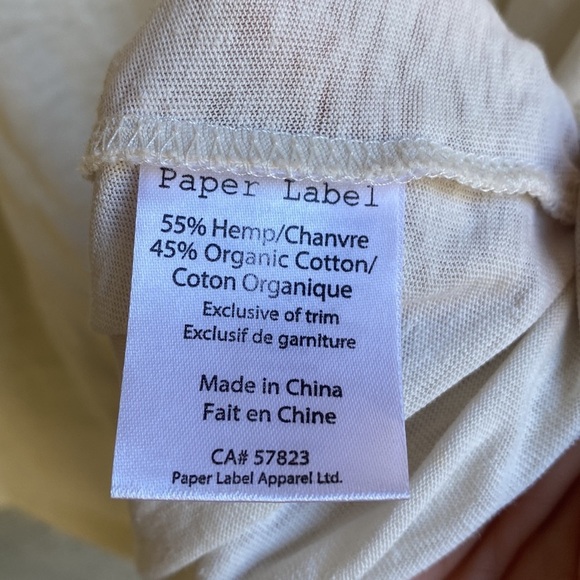 Paper Label
55% Hemp/Chanvre
45% Organic Cotton/
Coton Organique
Exclusive of trim
Exclusif de garniture
Made in China
Fait en Chine
CA# 57823
Paper Label Apparel Ltd.